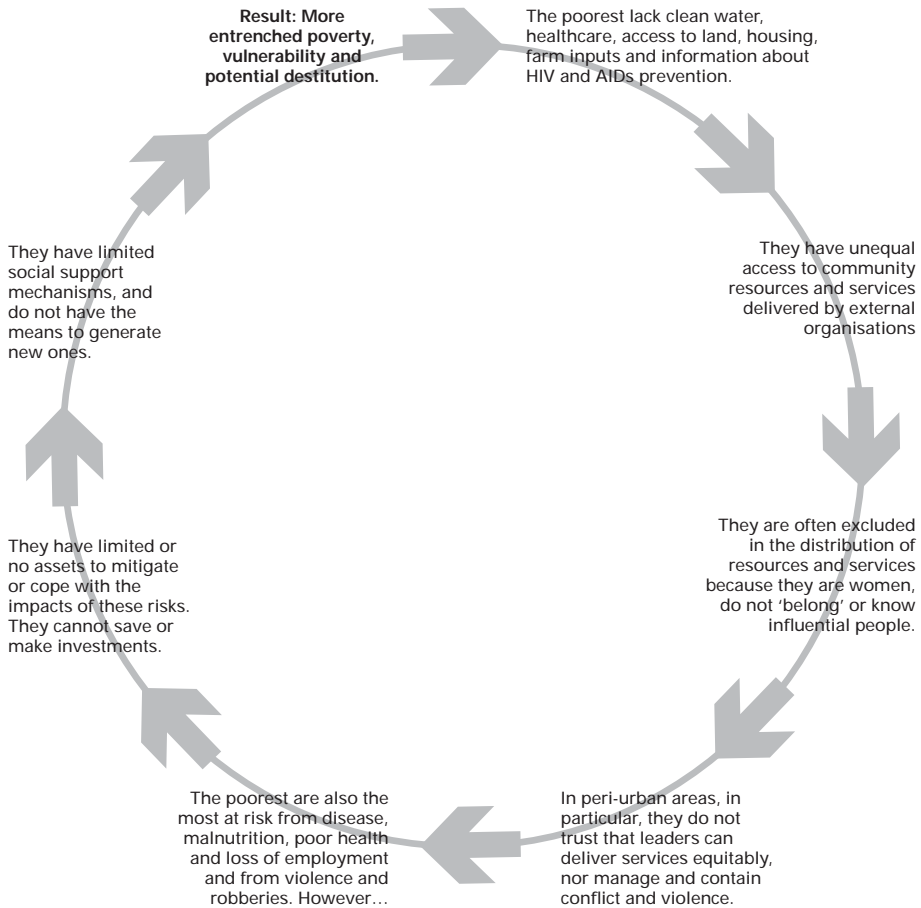 Result: More
entrenched poverty,
vulnerability and
potential destitution.
The poorest lack clean water,
healthcare, access to land, housing,
farm inputs and information about
HIV and AIDs prevention.
They have unequal
access to community
resources and services
delivered by external
organisations
They are often excluded
in the distribution of
resources and services
because they are women,
do not ‘belong’ or know
influential people.
In peri-urban areas, in
particular, they do not
trust that leaders can
deliver services equitably,
nor manage and contain
conflict and violence.
The poorest are also the
most at risk from disease,
malnutrition, poor health
and loss of employment
and from violence and
robberies. However…
They have limited or
no assets to mitigate
or cope with the
impacts of these risks.
They cannot save or
make investments.
They have limited
social support
mechanisms, and
do not have the
means to generate
new ones.